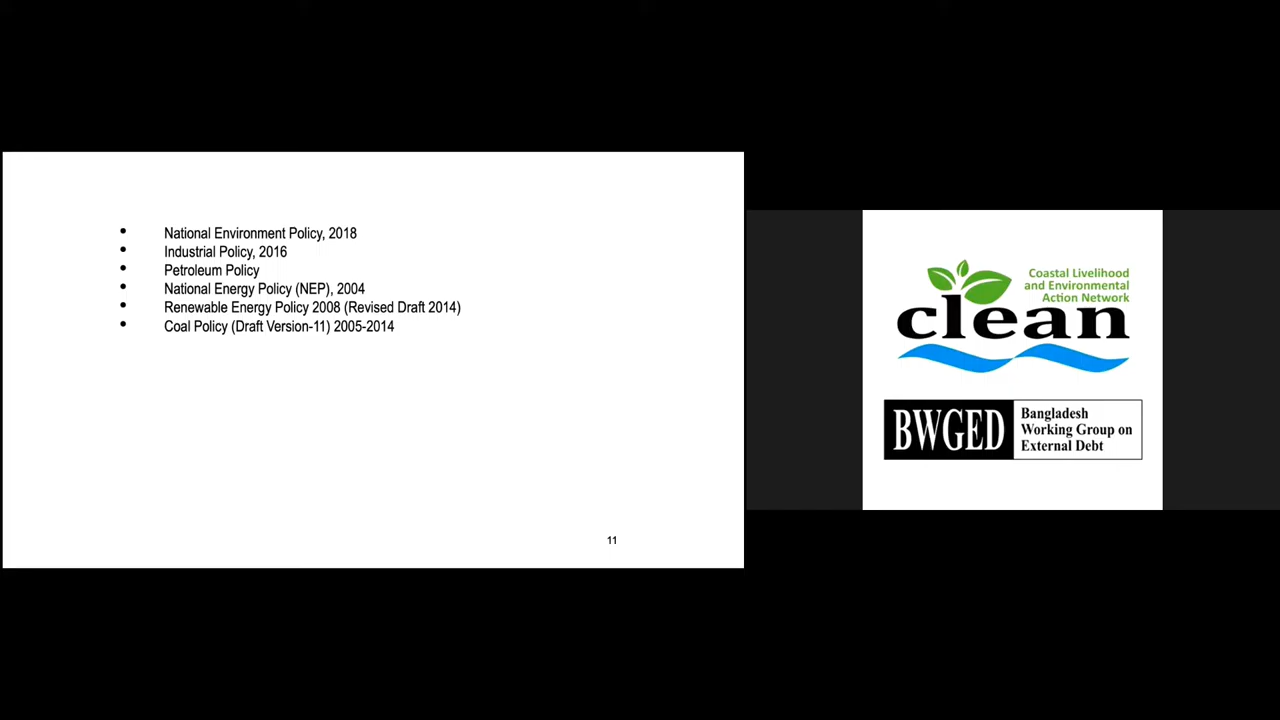 • National Environment Policy, 2018
• Industrial Policy, 2016
• Petroleum Policy
• National Energy Policy (NEP), 2004
• Renewable Energy Policy 2008 (Revised Draft 2014)
• Coal Policy (Draft Version-11) 2005-2014
11
Coastal Livelihood
and Environmental
Action Network
clean
BWGED
Bangladesh
Working Group on
External Debt